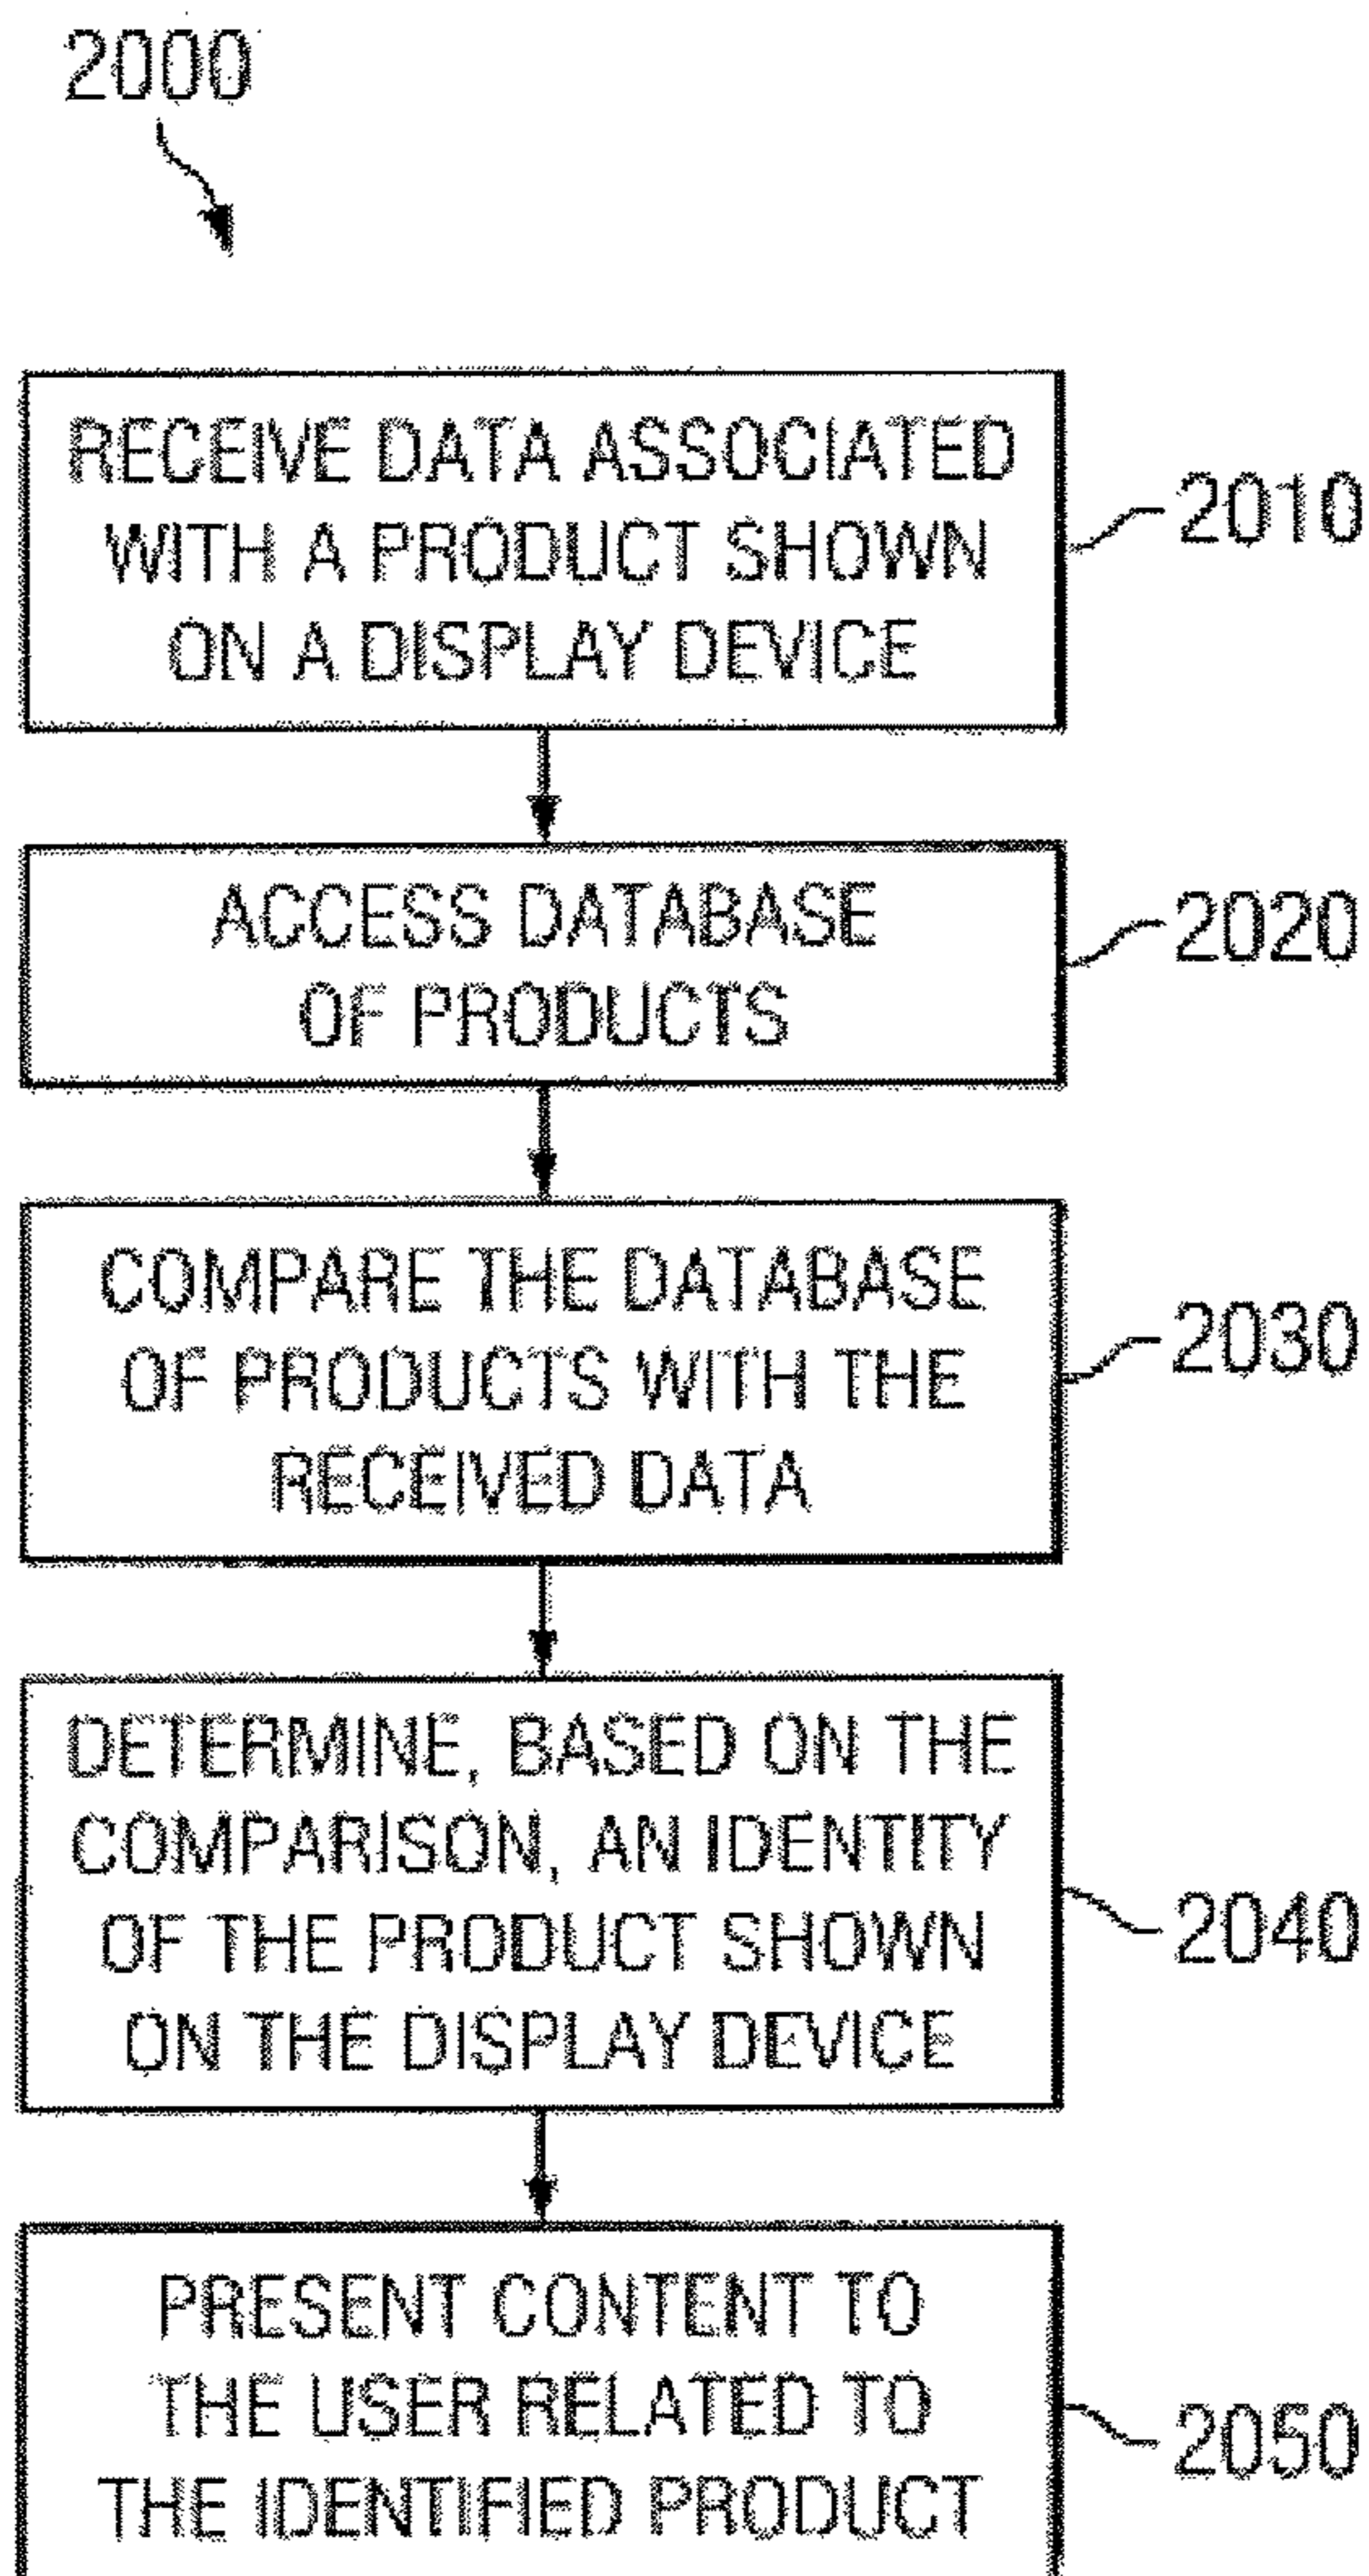 2000
RECEIVE DATA ASSOCIATED
WITH A PRODUCT SHOWN
ON A DISPLAY DEVICE
2010
ACCESS DATABASE
OF PRODUCTS
2020
COMPARE THE DATABASE
OF PRODUCTS WITH THE
RECEIVED DATA
2030
DETERMINE, BASED ON THE
COMPARISON, AN IDENTITY
OF THE PRODUCT SHOWN
ON THE DISPLAY DEVICE
2040
PRESENT CONTENT TO
THE USER RELATED TO
THE IDENTIFIED PRODUCT
2050